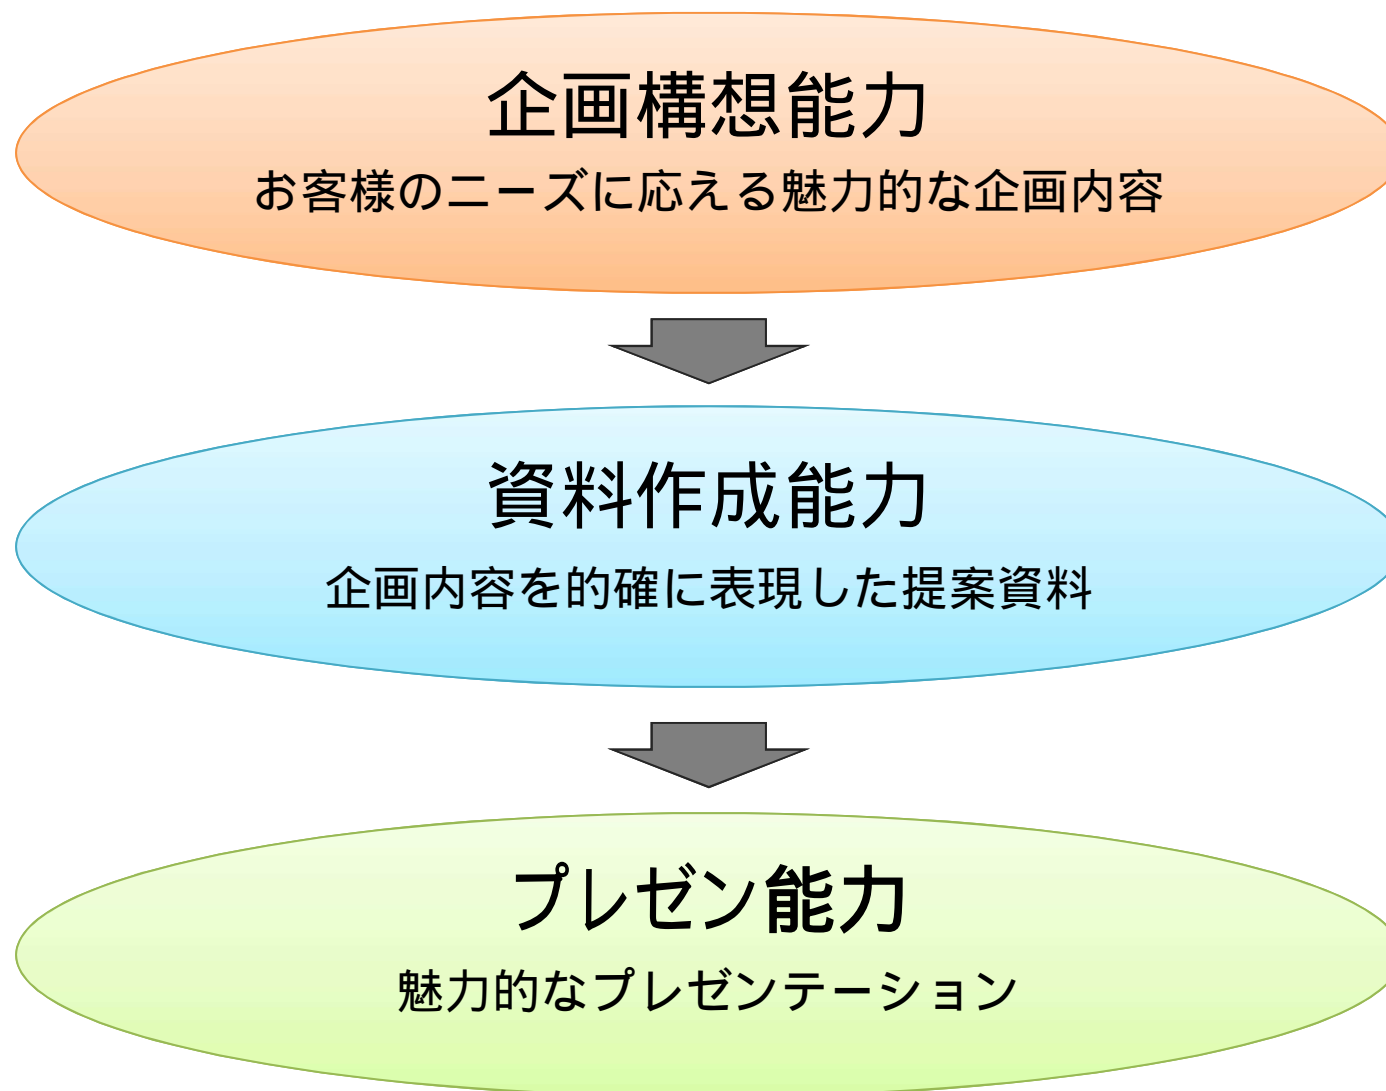 企画構想能力
お客様のニーズに応える魅力的な企画内容
資料作成能力
企画内容を的確に表現した提案資料
プレゼン能力
魅力的なプレゼンテーション